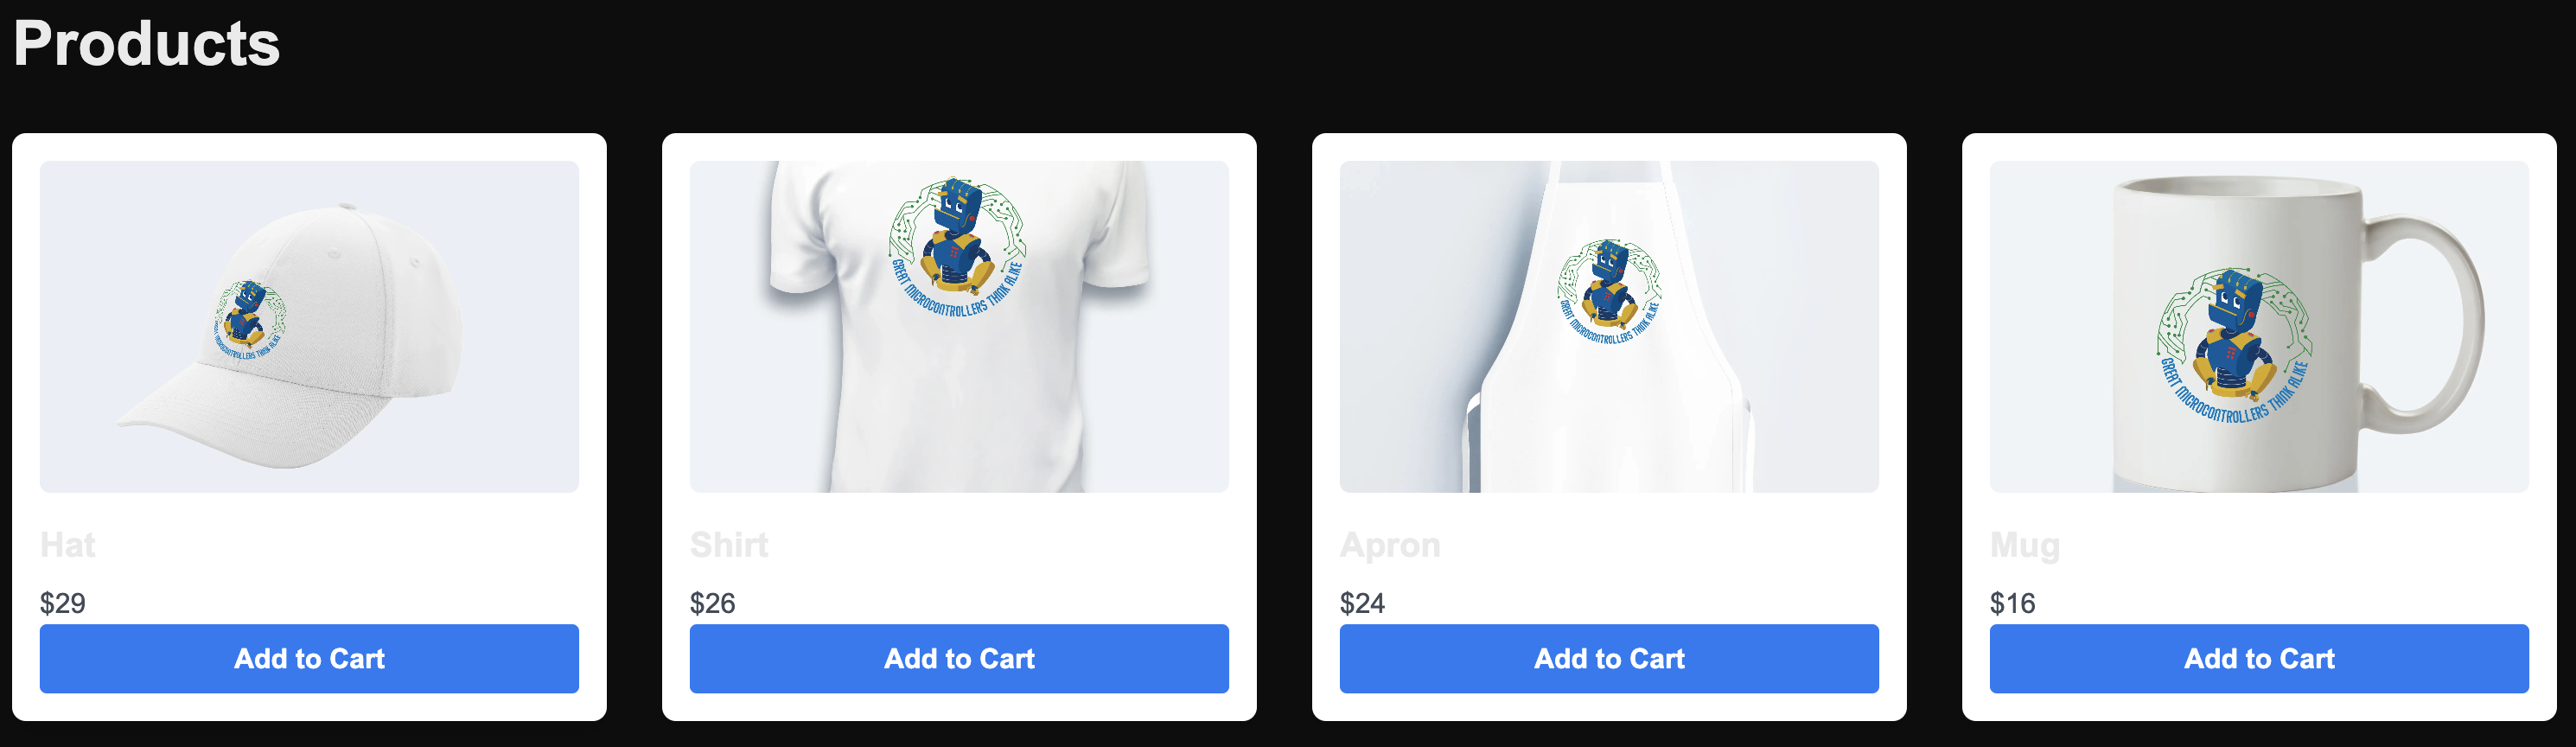 Products
MICROCONTROLLERS THINK ALIKE
GREAT MICROCONTROLLERS THINK ALIKE
GREAT MICROCONTROLLERS THINK ALIKE
GREAT MICROCONTROLLERS THINK ALIKE
Hat
Shirt
Apron
Mug
$29
$26
$24
$16
Add to Cart
Add to Cart
Add to Cart
Add to Cart